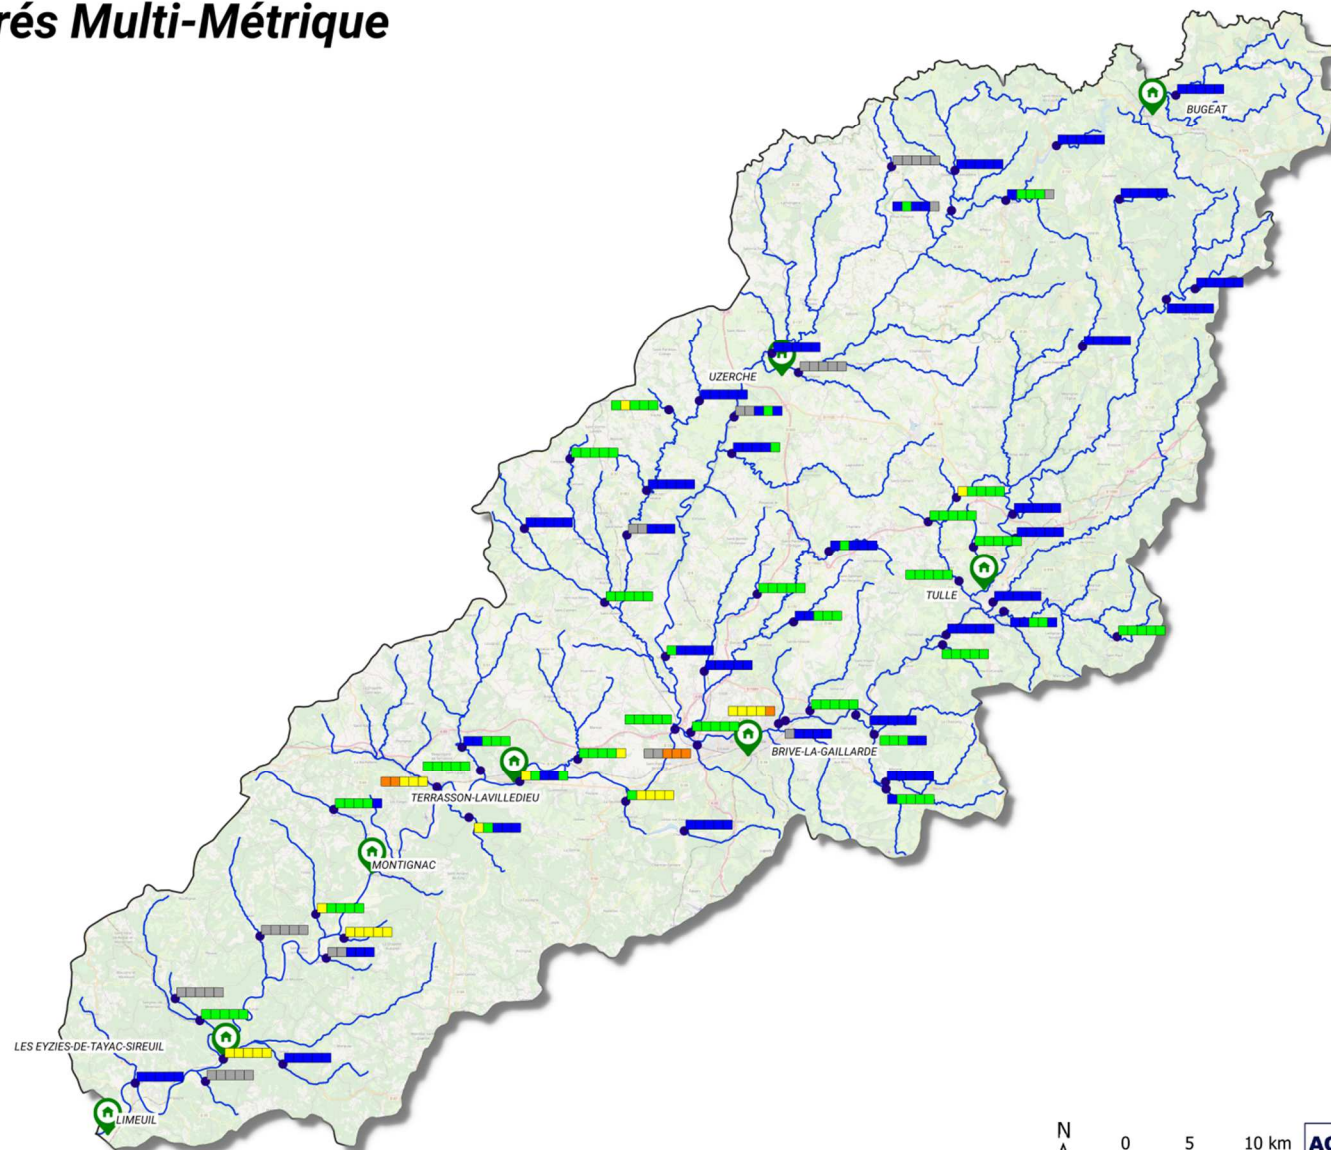 rés Multi-Métrique
BUGEAT
UZERCHE
TULLE
BRIVE-LA-GAILLARDE
TERRASSON-LAVILLEDIEU
MONTIGNAC
LES EYZIES-DE-TAYAC-SIREUIL
LIMEUIL
N
0 5 10 km